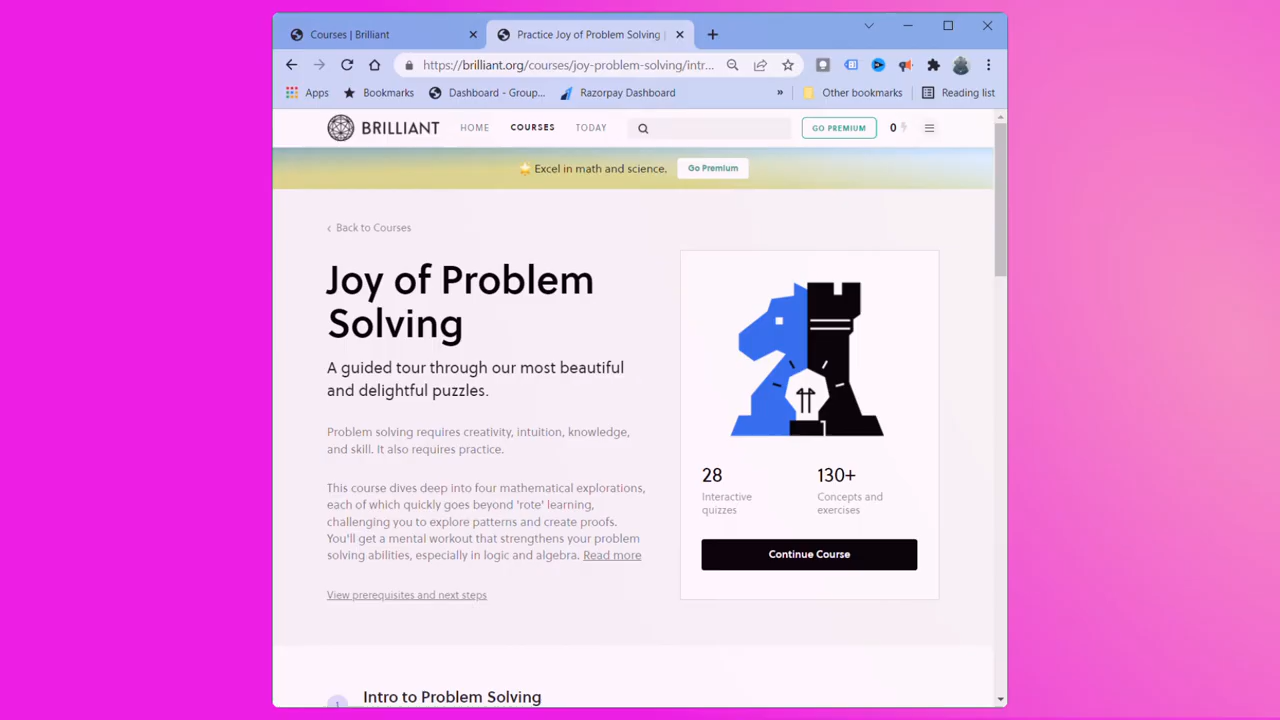 Courses | Brilliant
Practice Joy of Problem Solving |
https://brilliant.org/courses/joy-problem-solving/intr...
Apps
Bookmarks
Dashboard - Group...
Razorpay Dashboard
»
Other bookmarks
Reading list
BRILLIANT
HOME
COURSES
TODAY
GO PREMIUM
0
Excel in math and science.
Go Premium
‹ Back to Courses
Joy of Problem
Solving
A guided tour through our most beautiful
and delightful puzzles.
Problem solving requires creativity, intuition, knowledge,
and skill. It also requires practice.
This course dives deep into four mathematical explorations,
each of which quickly goes beyond 'rote' learning,
challenging you to explore patterns and create proofs.
You'll get a mental workout that strengthens your problem
solving abilities, especially in logic and algebra. Read more
View prerequisites and next steps
28
Interactive
quizzes
130+
Concepts and
exercises
Continue Course
1
Intro to Problem Solving